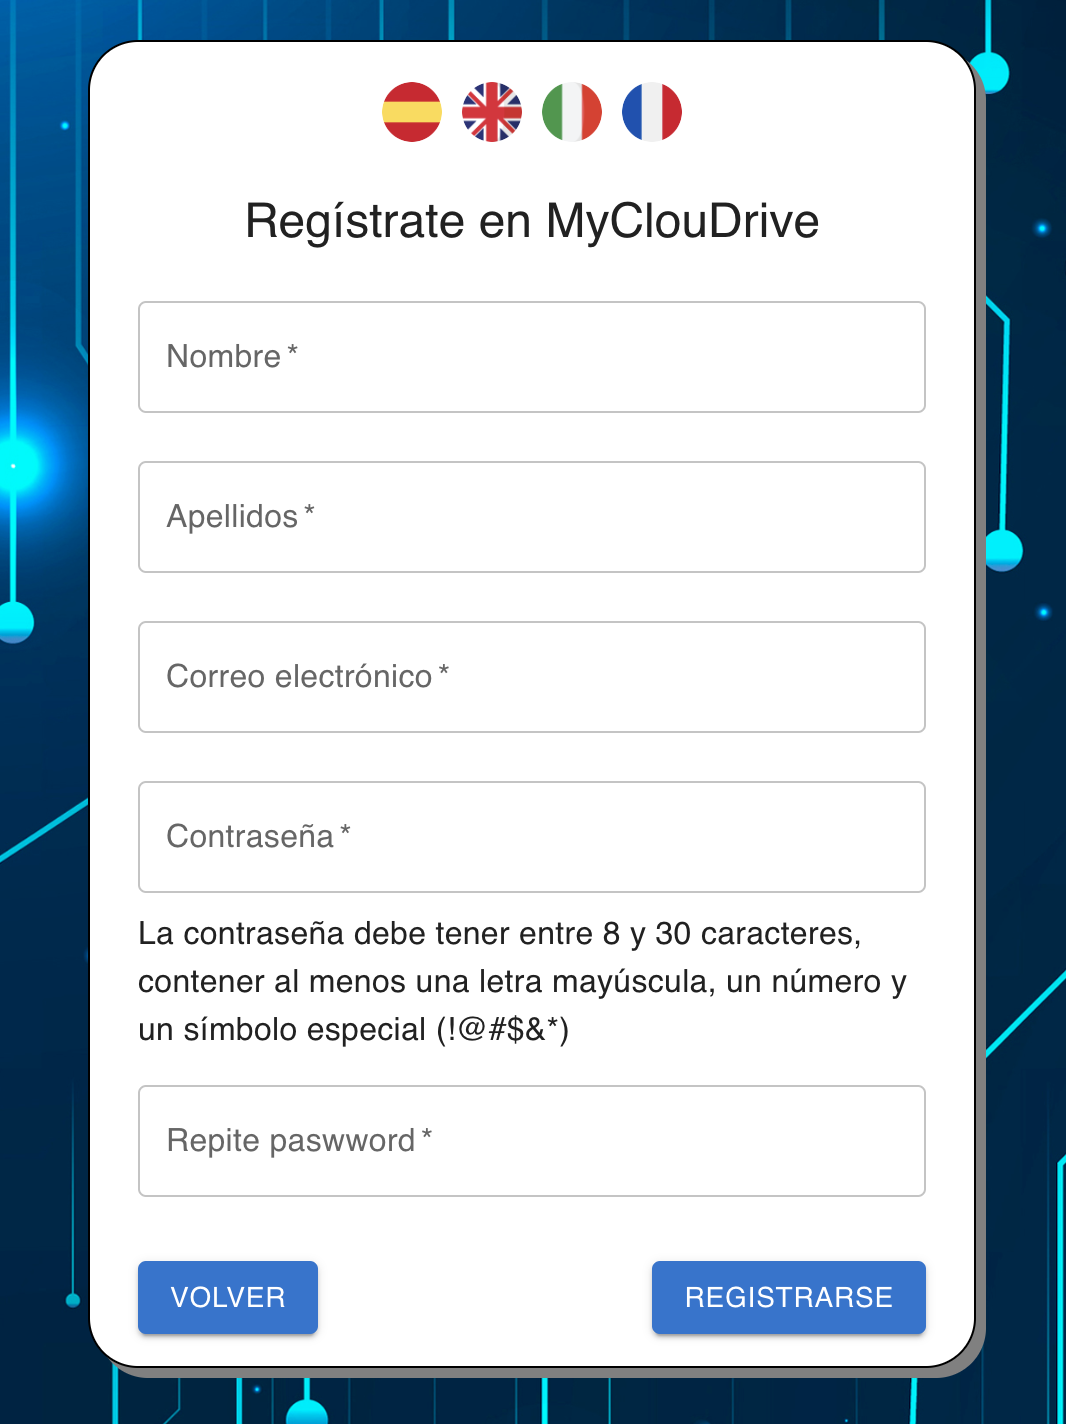 Regístrate en MyClouDrive
Nombre *
Apellidos *
Correo electrónico *
Contraseña *
La contraseña debe tener entre 8 y 30 caracteres,
contener al menos una letra mayúscula, un número y
un símbolo especial (!@#$&*)
Repite paswword *
VOLVER
REGISTRARSE